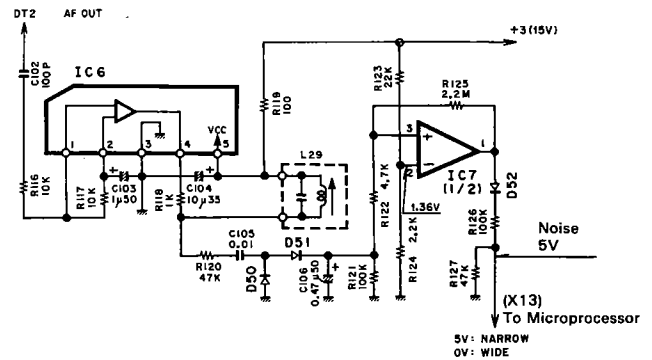 DT2 AF OUT
+3 (15V)
C102
100P
IC6
R123
22K
R125
2.2M
R119
100
VCC
1 2 3 4 5
3 +
2 -
1
IC7
(1/2)
L29
R116
10K
R117
10K
C103
1μ50
C104
10μ35
R118
1K
4.7K
R122
1.36V
2.2K
R124
D52
R126
100K
Noise
5V
C105
0.01
D51
R120
47K
D50
C106
0.47μ50
R121
100K
R127
47K
(X13)
To Microprocessor
5V: NARROW
0V: WIDE